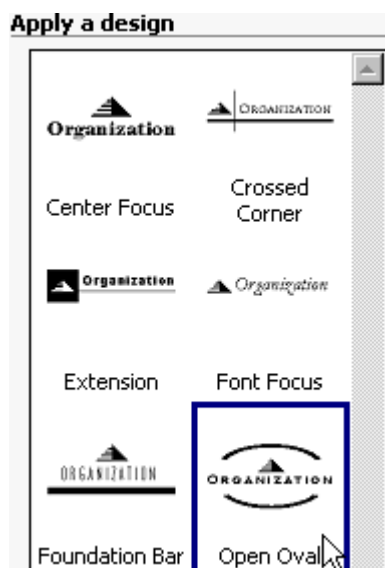 Apply a design
Organization
ORGANIZATION
Center Focus
Crossed
Corner
Organization
Organization
Extension
Font Focus
ORGANIZATION
ORGANIZATION
Foundation Bar
Open Oval